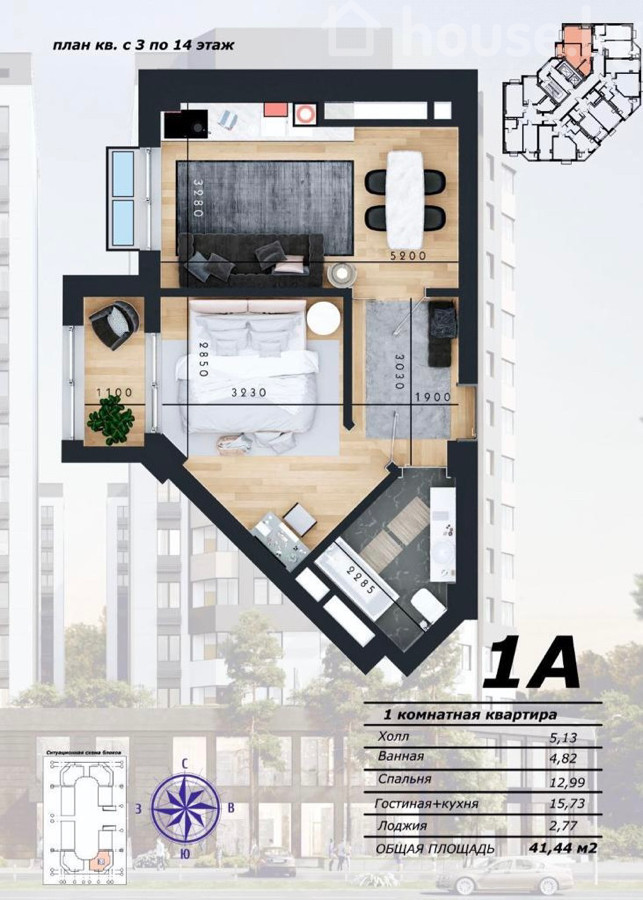 house.k
план кв. с 3 по 14 этаж
3280
5200
2850
3230
1100
3030
1900
2285
1А
1 комнатная квартира
Холл 5,13
Ванная 4,82
Спальня 12,99
Гостиная+кухня 15,73
Лоджия 2,77
ОБЩАЯ ПЛОЩАДЬ 41,44 м2
Ситуационная схема блоков
С
З
В
Ю